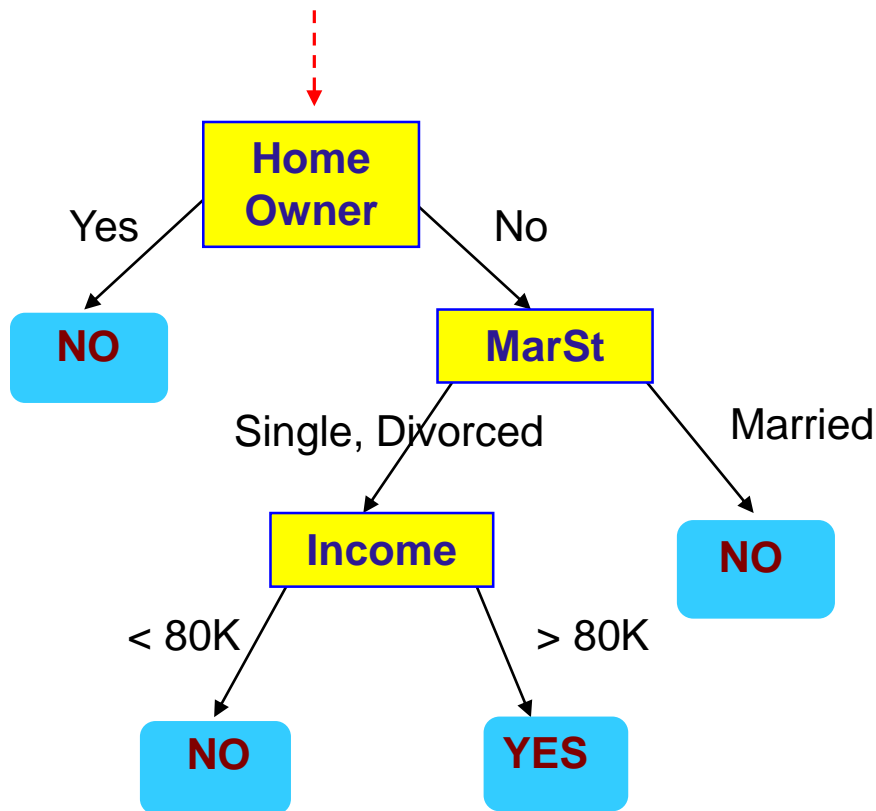 Home
Owner
Yes
No
NO
MarSt
Single, Divorced
Married
Income
NO
< 80K
> 80K
NO
YES